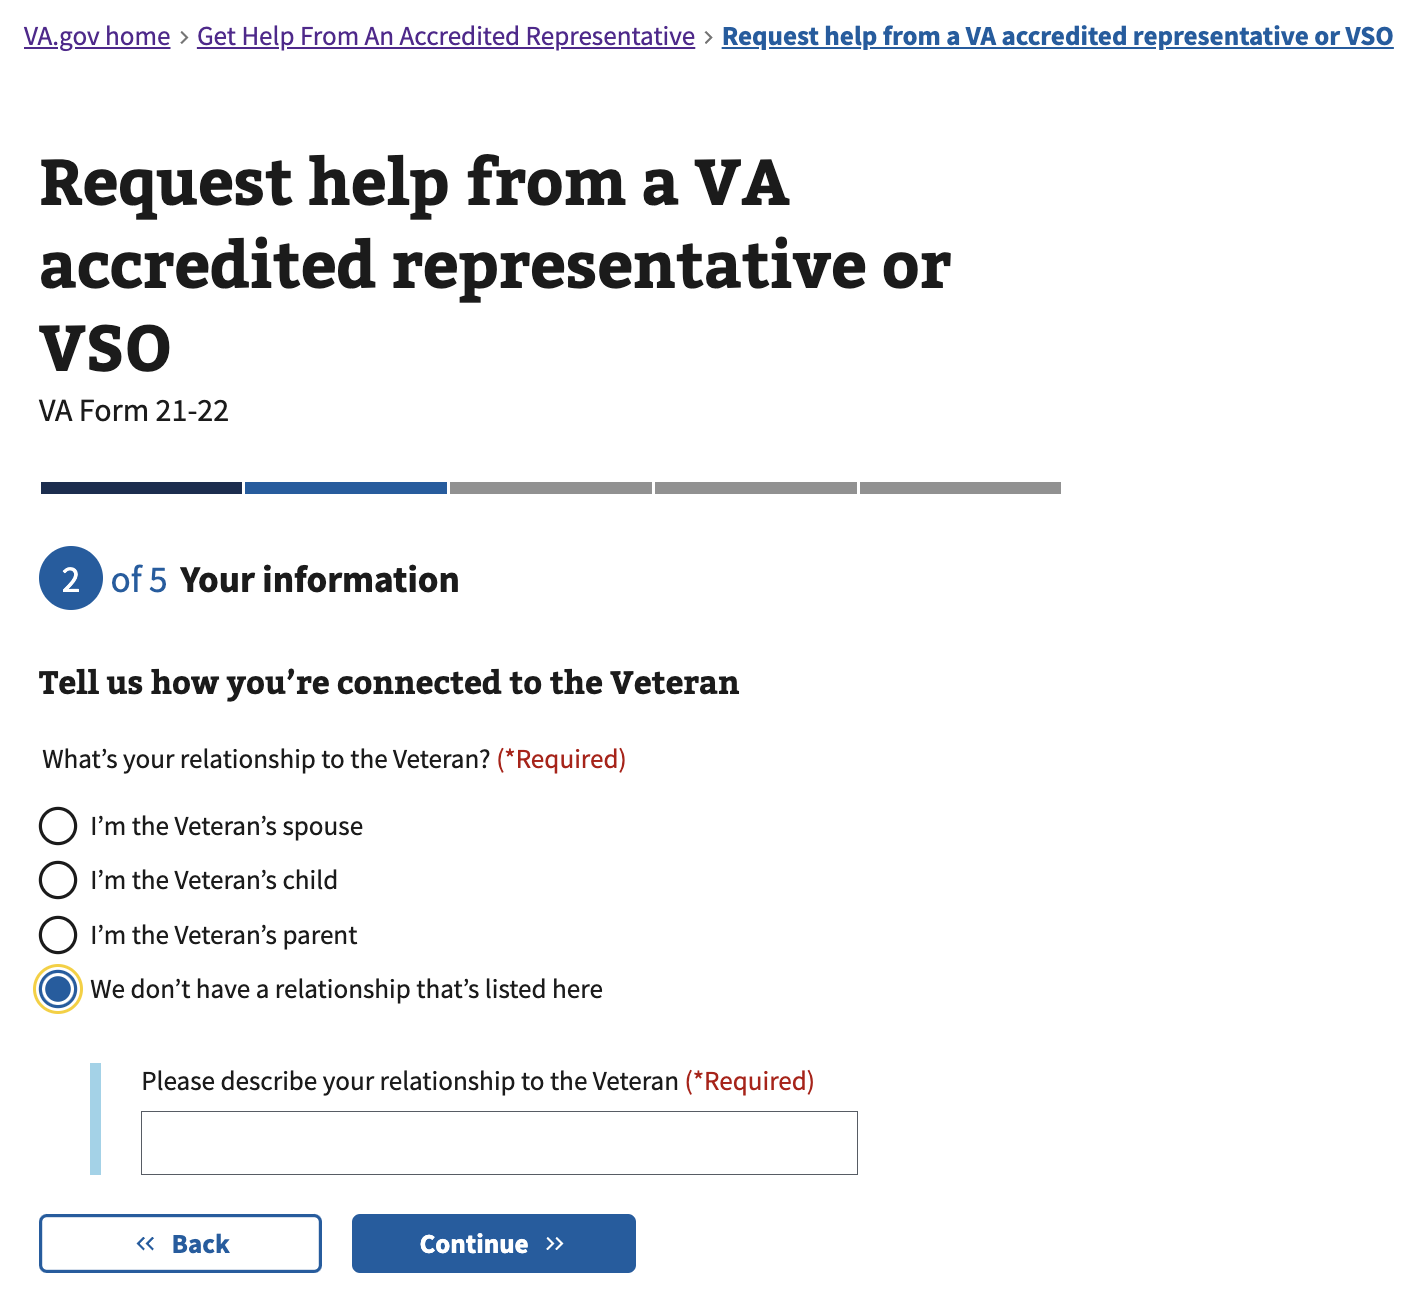 VA.gov home › Get Help From An Accredited Representative › Request help from a VA accredited representative or VSO
Request help from a VA
accredited representative or
VSO
VA Form 21-22
2 of 5 Your information
Tell us how you’re connected to the Veteran
What’s your relationship to the Veteran? (*Required)
I’m the Veteran’s spouse
I’m the Veteran’s child
I’m the Veteran’s parent
We don’t have a relationship that’s listed here
Please describe your relationship to the Veteran (*Required)
« Back
Continue »